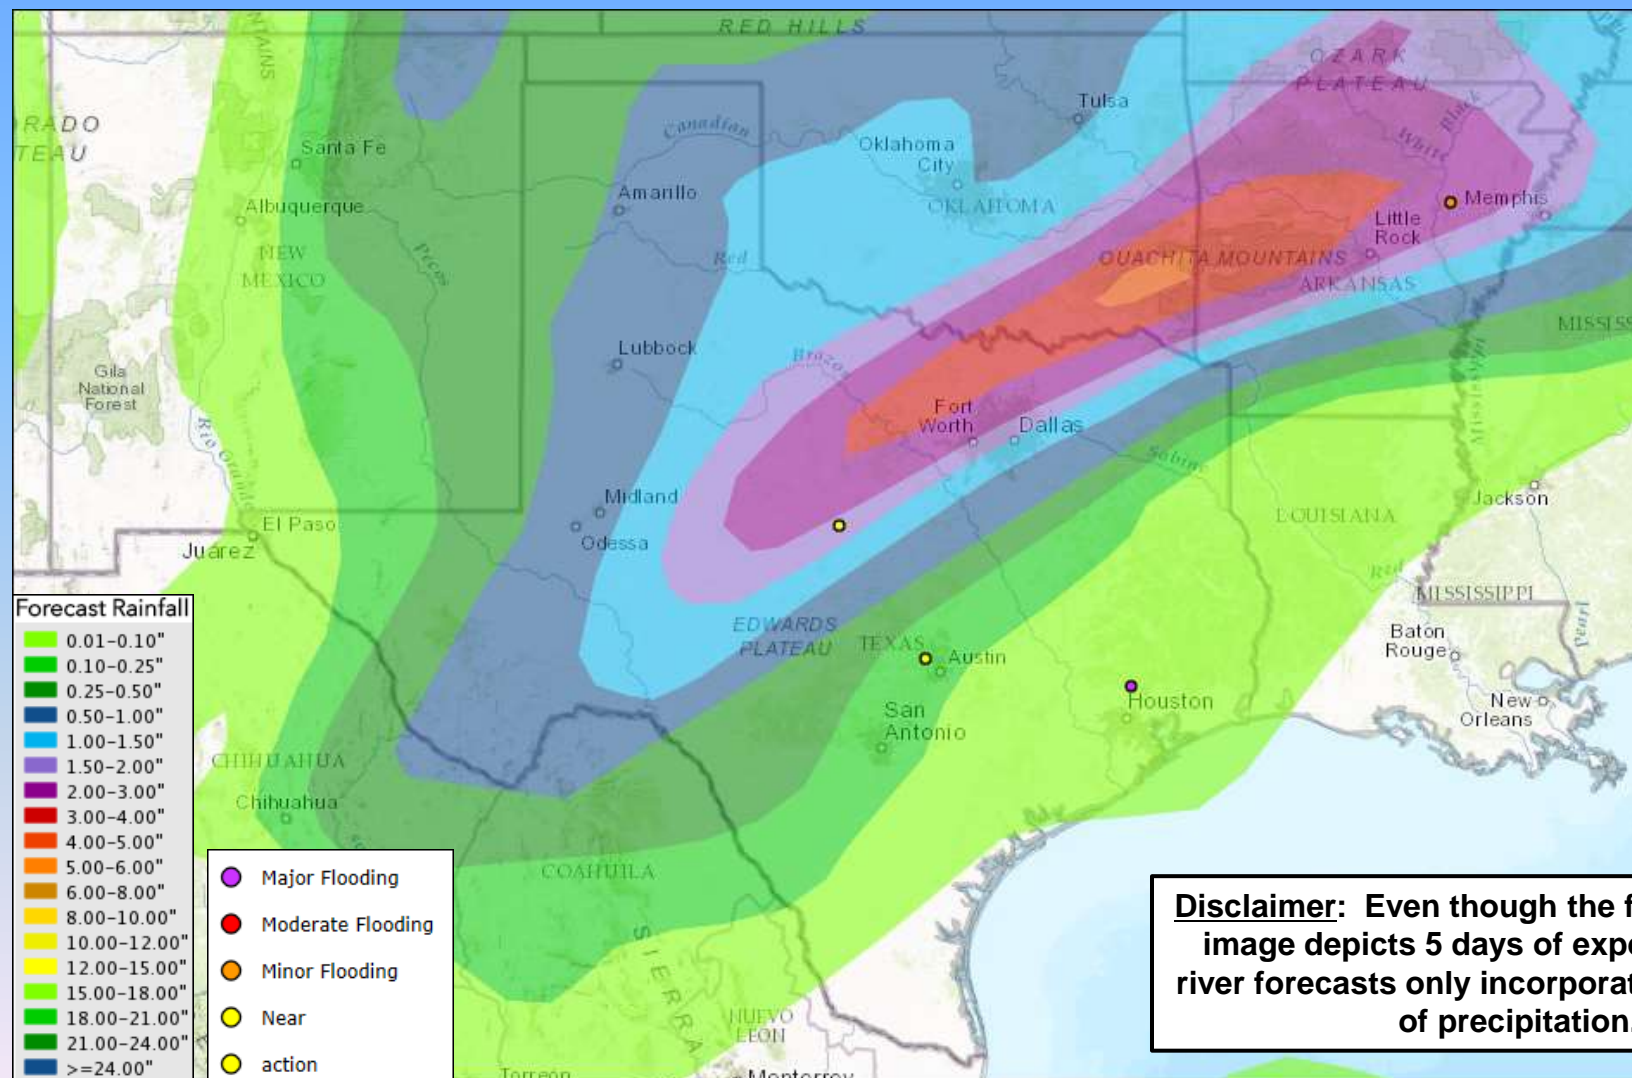 RED HILLS
OZARK
PLATEAU
NTAINS
RADO
TEAU
Santa Fe
Canadian
Tulsa
Black
White
Oklahoma
City
Amarillo
OKLAHOMA
Memphis
Albuquerque
Little
Rock
NEW
MEXICO
Pecos
Red
OUACHITA MOUNTAINS
ARKANSAS
MISSISS
Lubbock
Brazo
Mississippi
Gila
National
Forest
Fort
Worth
Dallas
Sabine
Rio Grande
Midland
Odessa
El Paso
Juarez
LOUISIANA
Jackson
Red
MISSISSIPPI
Pearl
EDWARDS
PLATEAU
TEXAS
Austin
Baton
Rouge
San
Antonio
Houston
New
Orleans
CHIHUAHUA
Chihuahua
COAHUILA
SIERRA
NUEVO
LEON
Torreón
Monterrey
Forecast Rainfall
0.01-0.10"
0.10-0.25"
0.25-0.50"
0.50-1.00"
1.00-1.50"
1.50-2.00"
2.00-3.00"
3.00-4.00"
4.00-5.00"
5.00-6.00"
6.00-8.00"
8.00-10.00"
10.00-12.00"
12.00-15.00"
15.00-18.00"
18.00-21.00"
21.00-24.00"
>=24.00"
Major Flooding
Moderate Flooding
Minor Flooding
Near
action
Disclaimer: Even though the f
image depicts 5 days of expe
river forecasts only incorporat
of precipitation.